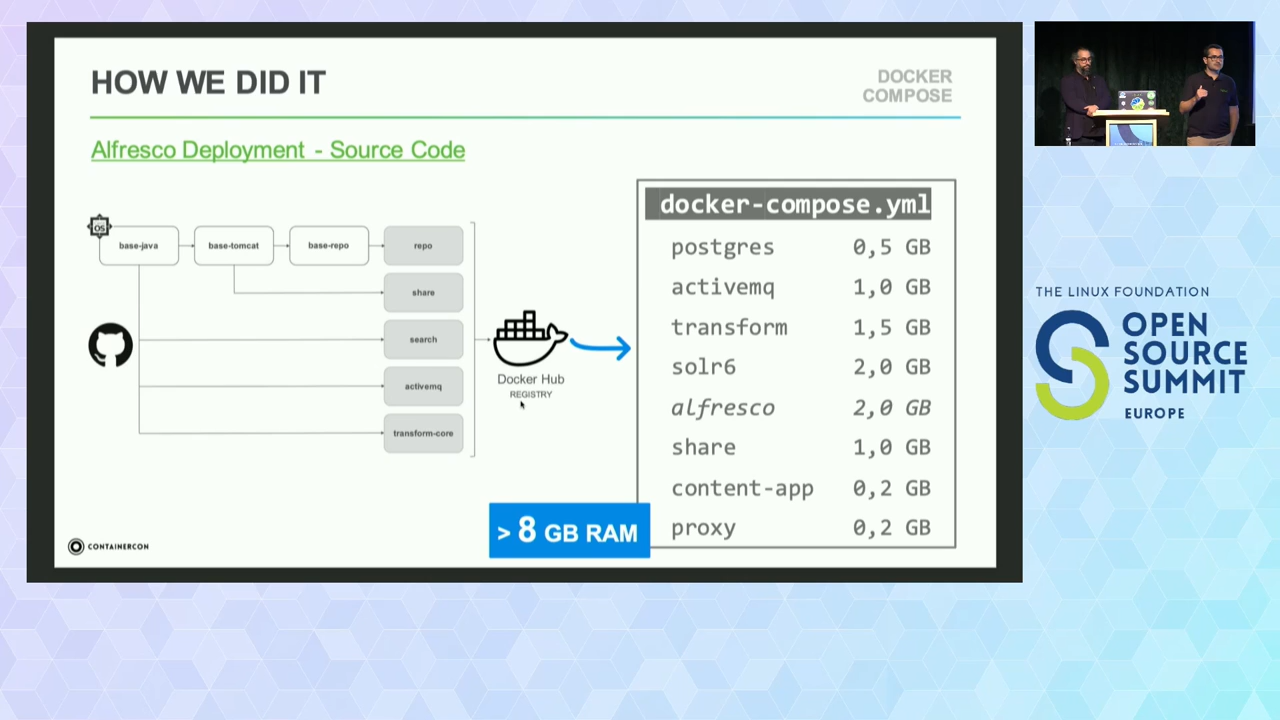 HOW WE DID IT
DOCKER
COMPOSE
Alfresco Deployment - Source Code
OS
base-java
base-tomcat
base-repo
repo
share
search
activemq
transform-core
Docker Hub
REGISTRY
docker-compose.yml
postgres 0,5 GB
activemq 1,0 GB
transform 1,5 GB
solr6 2,0 GB
alfresco 2,0 GB
share 1,0 GB
content-app 0,2 GB
proxy 0,2 GB
> 8 GB RAM
CONTAINERCON
THE LINUX FOUNDATION
OPEN
SOURCE
SUMMIT
EUROPE